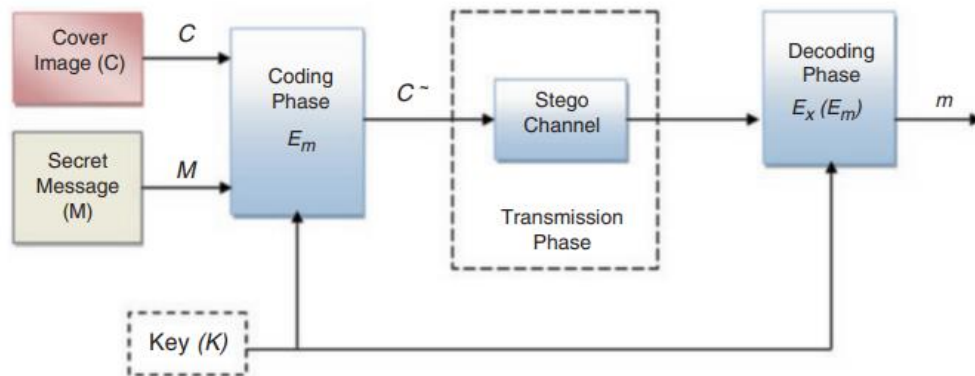 Cover
Image (C)
C
Coding
Phase
E_m
Secret
Message
(M)
M
C ~
Stego
Channel
Transmission
Phase
Decoding
Phase
E_x (E_m)
m
Key (K)